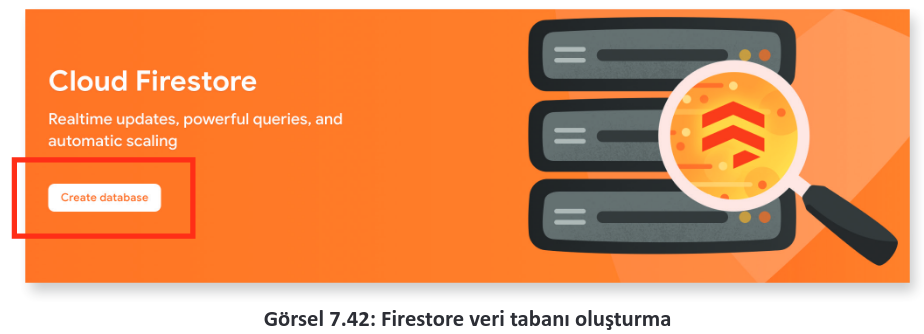 Cloud Firestore
Realtime updates, powerful queries, and
automatic scaling
Create database
Görsel 7.42: Firestore veri tabanı oluşturma